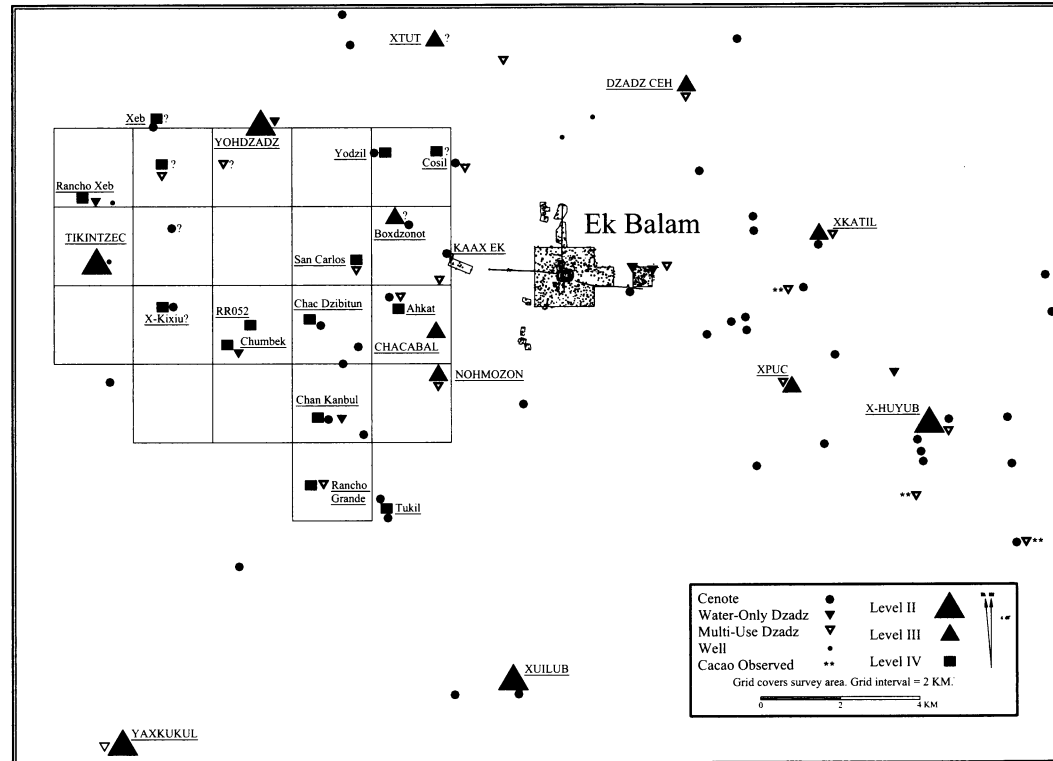 XTUT ?
DZADZ CEH
Xeb ?
YOHDZADZ
Yodzil
?
Cosil
?
?
Rancho Xeb
XKATIL
Ek Balam
?
Boxdzonot
?
TIKINTZEC
San Carlos
KAAX EK
**
X-Kixiu?
RR052
Chac Dzibitun
Ahkat
Chumbek
CHACABAL
NOHMOZON
XPUC
Chan Kanbul
X-HUYUB
Rancho
Grande
**
Tukil
**
Cenote
Water-Only Dzadz
Multi-Use Dzadz
Well
Cacao Observed **
Level II
Level III
Level IV
Grid covers survey area. Grid interval = 2 KM.
0 2 4 KM
XUILUB
YAXKUKUL